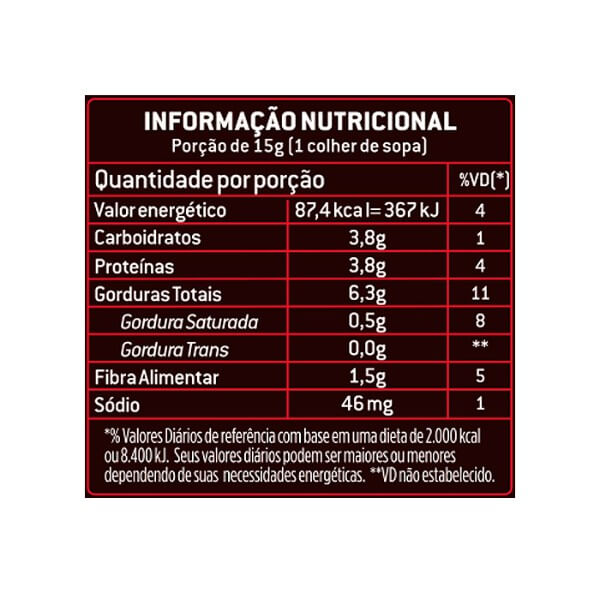 INFORMAÇÃO NUTRICIONAL
Porção de 15g (1 colher de sopa)
Quantidade por porção %VD(*)
Valor energético 87,4 kcal= 367 kJ 4
Carboidratos 3,8g 1
Proteínas 3,8g 4
Gorduras Totais 6,3g 11
Gordura Saturada 0,5g 8
Gordura Trans 0,0g **
Fibra Alimentar 1,5g 5
Sódio 46 mg 1
*% Valores Diários de referência com base em uma dieta de 2.000 kcal
ou 8.400 kJ. Seus valores diários podem ser maiores ou menores
dependendo de suas necessidades energéticas. **VD não estabelecido.